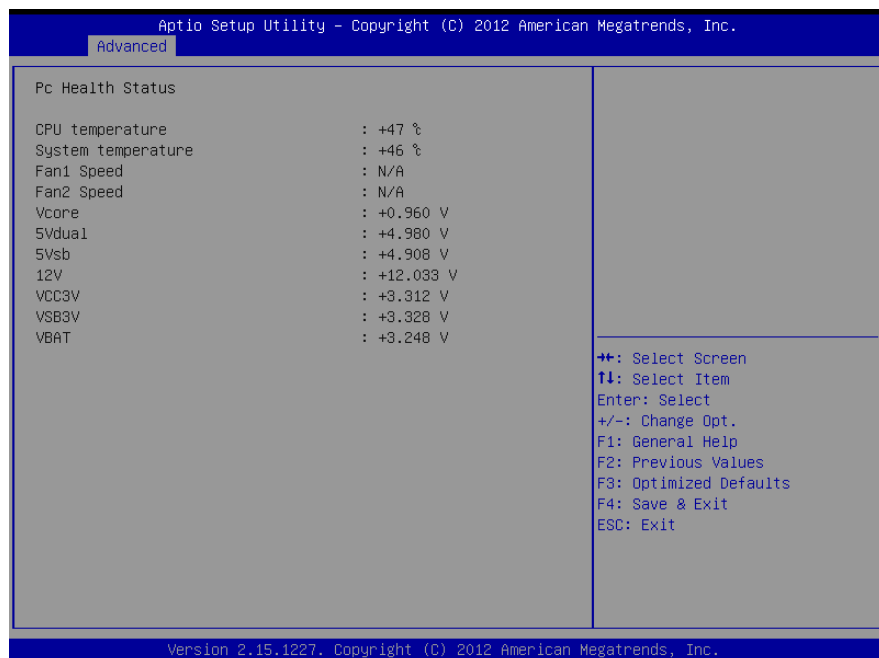 Aptio Setup Utility – Copyright (C) 2012 American Megatrends, Inc.
Advanced
Pc Health Status
CPU temperature : +47 ℃
System temperature : +46 ℃
Fan1 Speed : N/A
Fan2 Speed : N/A
Vcore : +0.960 V
5Vdual : +4.980 V
5Vsb : +4.908 V
12V : +12.033 V
VCC3V : +3.312 V
VSB3V : +3.328 V
VBAT : +3.248 V
→←: Select Screen
↑↓: Select Item
Enter: Select
+/-: Change Opt.
F1: General Help
F2: Previous Values
F3: Optimized Defaults
F4: Save & Exit
ESC: Exit
Version 2.15.1227. Copyright (C) 2012 American Megatrends, Inc.